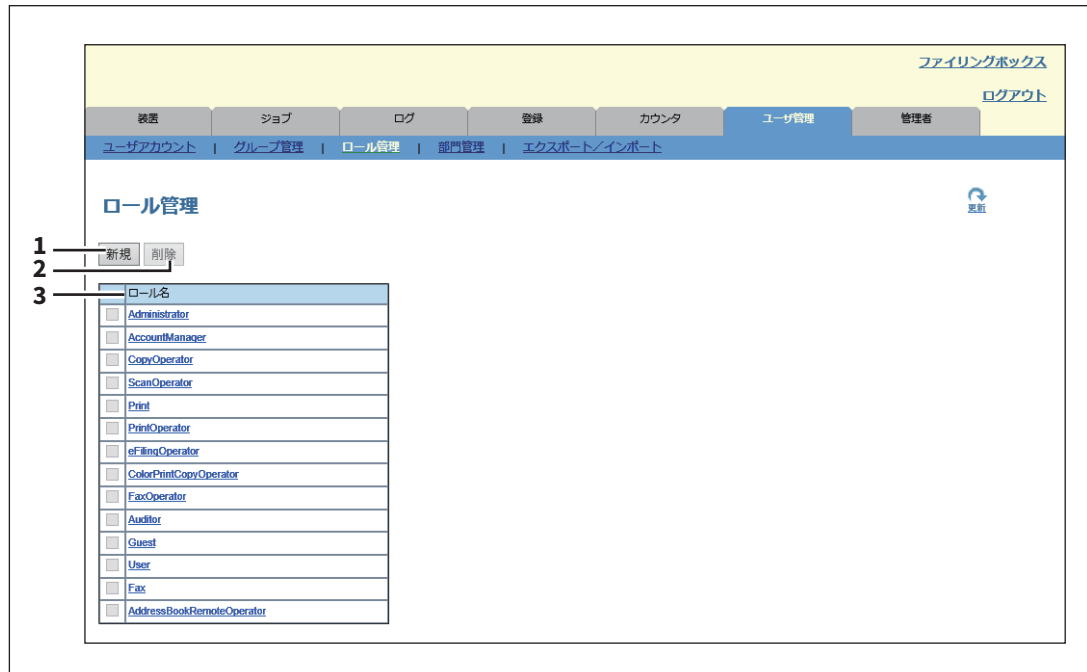 ファイリングボックス
ログアウト
装置 ジョブ ログ 登録 カウンタ ユーザ管理 管理者
ユーザアカウント | グループ管理 | ロール管理 | 部門管理 | エクスポート／インポート
ロール管理
更新
1 新規 削除
2
3 ロール名
Administrator
AccountManager
CopyOperator
ScanOperator
Print
PrintOperator
eFilingOperator
ColorPrintCopyOperator
FaxOperator
Auditor
Guest
User
Fax
AddressBookRemoteOperator